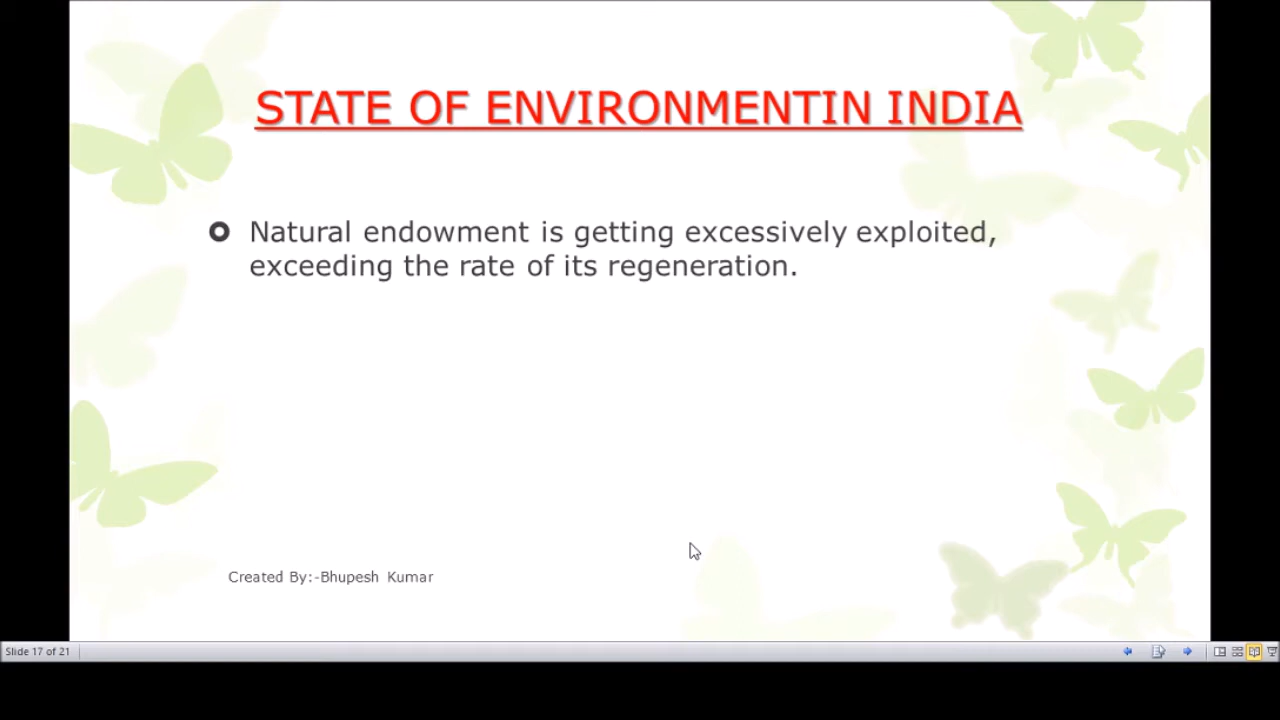 STATE OF ENVIRONMENTIN INDIA
Natural endowment is getting excessively exploited,
exceeding the rate of its regeneration.
Created By:-Bhupesh Kumar
Slide 17 of 21